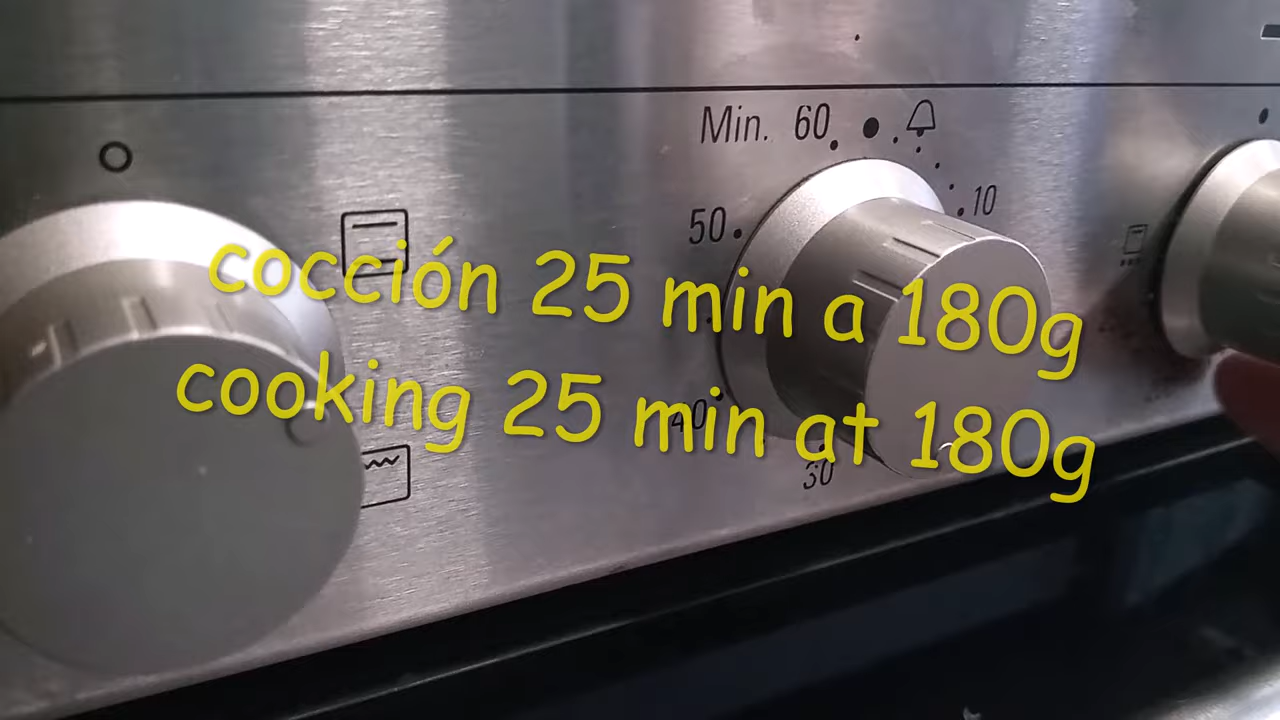 Min. 60
10
50
cocción 25 min a 180g
cooking 25 min at 180g
40
30